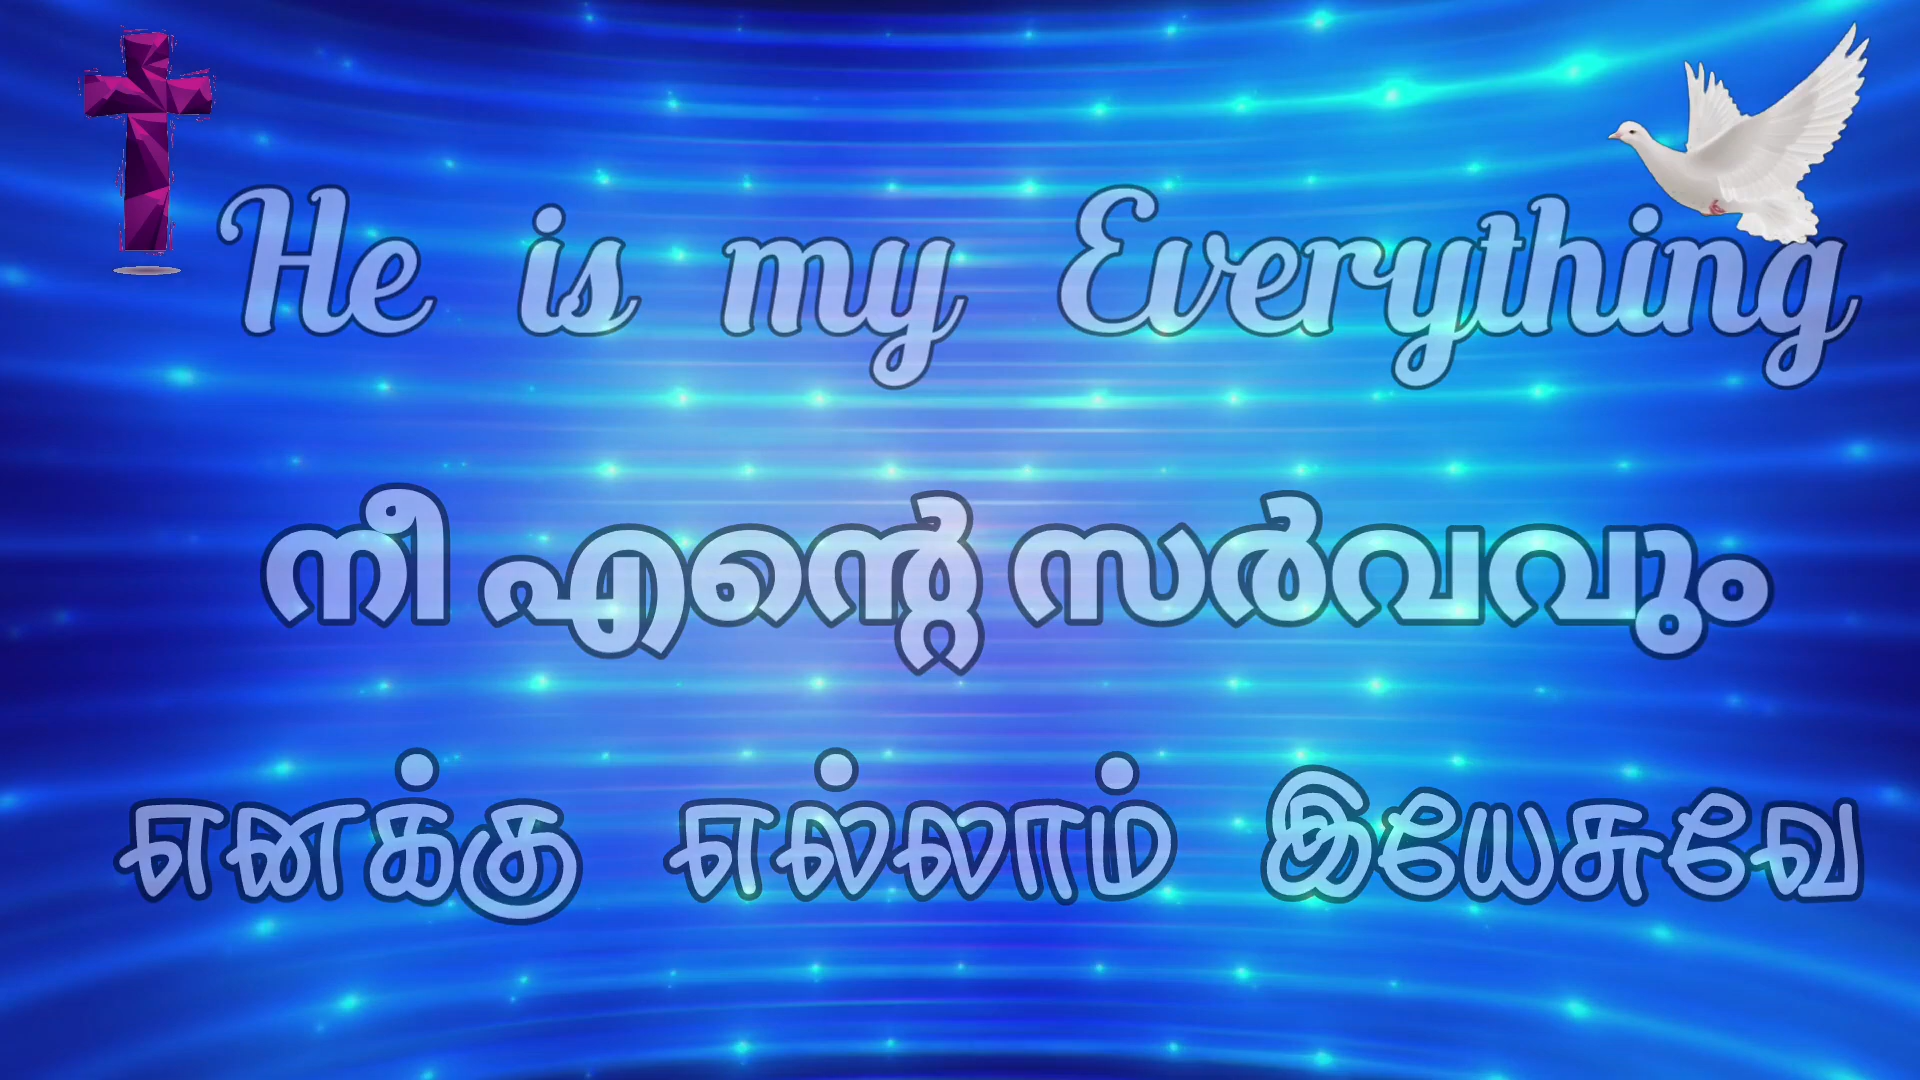 He is my Everything
നീ എന്റെ സർവവും
எனக்கு எல்லாம் இயேசுவே